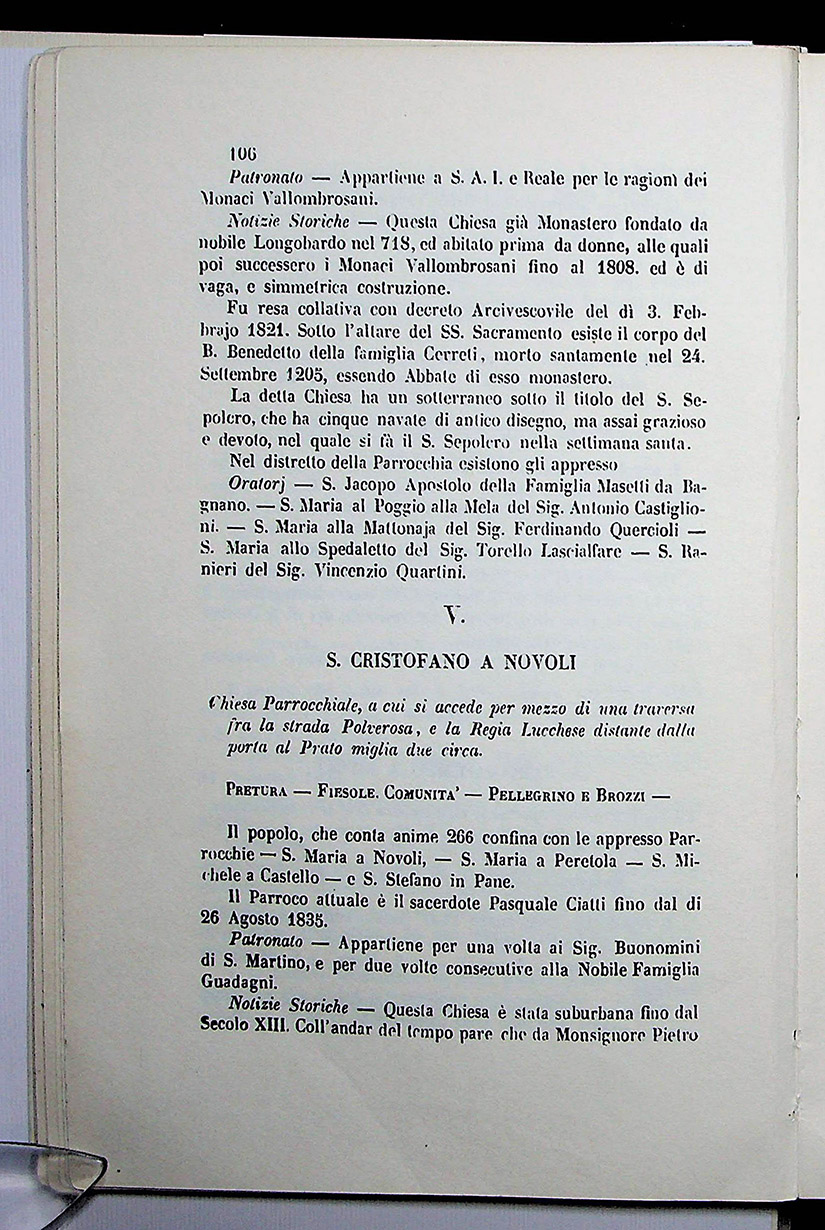 106
Patronato — Appartiene a S. A. I. e Reale per le ragioni dei
Monaci Vallombrosani.
Notizie Storiche — Questa Chiesa già Monastero fondato da
nobile Longobardo nel 718, ed abitato prima da donne, alle quali
poi successero i Monaci Vallombrosani fino al 1808. ed è di
vaga, e simmetrica costruzione.
Fu resa collativa con decreto Arcivescovile del dì 3. Feb-
brajo 1821. Sotto l'altare del SS. Sacramento esiste il corpo del
B. Benedetto della famiglia Cerreti, morto santamente nel 24.
Settembre 1205, essendo Abbate di esso monastero.
La detta Chiesa ha un sotterraneo sotto il titolo del S. Se-
polcro, che ha cinque navate di antico disegno, ma assai grazioso
e devoto, nel quale si fà il S. Sepolcro nella settimana santa.
Nel distretto della Parrocchia esistono gli appresso
Oratorj — S. Jacopo Apostolo della Famiglia Masetti da Ba-
gnano. — S. Maria al Poggio alla Mela del Sig. Antonio Castiglio-
ni. — S. Maria alla Mattonaja del Sig. Ferdinando Quercioli —
S. Maria allo Spedaletto del Sig. Torello Lascialfare — S. Ra-
nieri del Sig. Vincenzio Quartini.
V.
S. CRISTOFANO A NOVOLI
Chiesa Parrocchiale, a cui si accede per mezzo di una traversa
fra la strada Polverosa, e la Regia Lucchese distante dalla
porta al Prato miglia due circa.
PRETURA — FIESOLE. COMUNITA' — PELLEGRINO E BROZZI —
Il popolo, che conta anime 266 confina con le appresso Par-
rocchie — S. Maria a Novoli, — S. Maria a Peretola — S. Mi-
chele a Castello — e S. Stefano in Pane.
Il Parroco attuale è il sacerdote Pasquale Ciatti fino dal di
26 Agosto 1835.
Patronato — Appartiene per una volta ai Sig. Buonomini
di S. Martino, e per due volte consecutive alla Nobile Famiglia
Guadagni.
Notizie Storiche — Questa Chiesa è stata suburbana fino dal
Secolo XIII. Coll'andar del tempo pare che da Monsignore Pietro